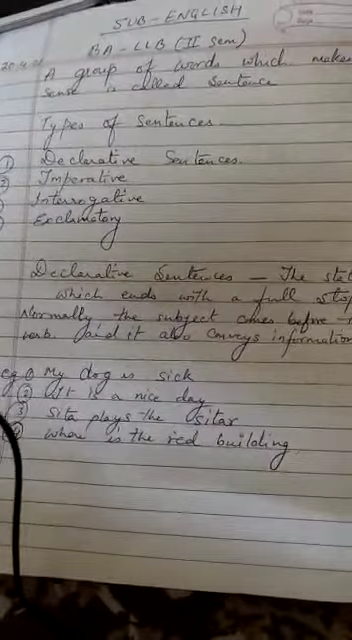 SUB-ENGLISH
BA-LLB (II Sem)
A group of words which makes
sense is called sentence
Types of Sentences
① Declarative Sentences.
② Imperative
Interrogative
Exclamatory
Declarative Sentences - The
which ends with a full stop
Normally the subject comes before
verb. and it also conveys information
eg ① My dog is sick
② It is a nice day
③ Sita plays the sitar
is the red building